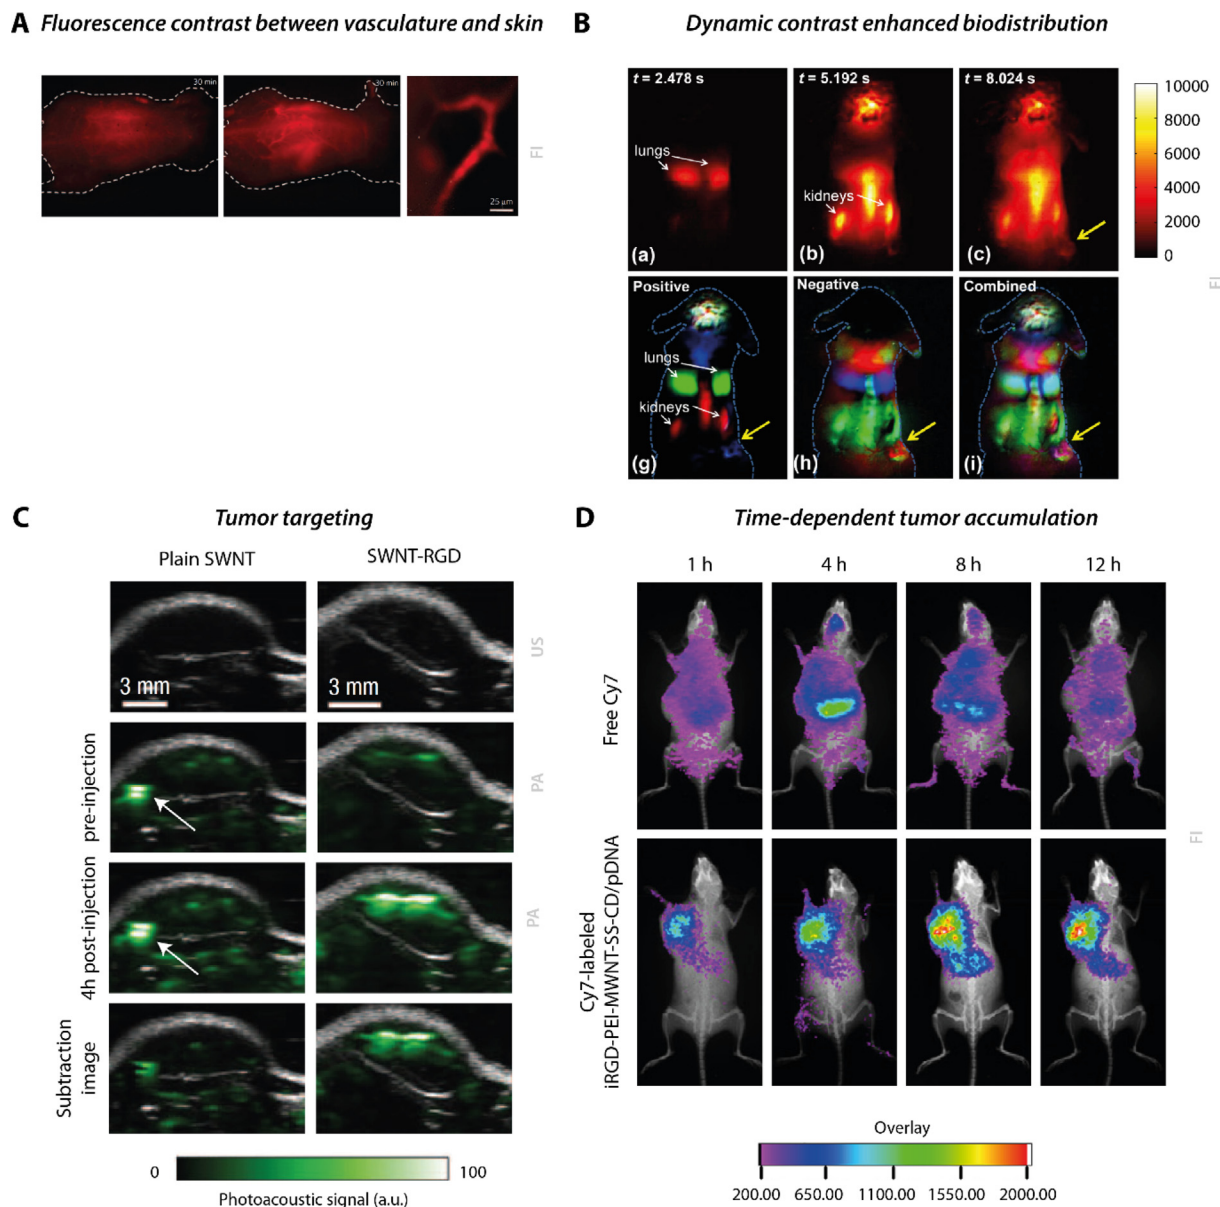 A Fluorescence contrast between vasculature and skin
30 min
30 min
25 µm
FI
B Dynamic contrast enhanced biodistribution
t = 2.478 s
lungs
(a)
t = 5.192 s
kidneys
(b)
t = 8.024 s
(c)
10000
8000
6000
4000
2000
0
FI
Positive
lungs
kidneys
(g)
Negative
(h)
Combined
(i)
C Tumor targeting
Plain SWNT
SWNT-RGD
3 mm
3 mm
US
pre-injection
PA
4h post-injection
PA
Subtraction
image
0
100
Photoacoustic signal (a.u.)
D Time-dependent tumor accumulation
1 h
4 h
8 h
12 h
Free Cy7
Cy7-labeled
iRGD-PEI-MWNT-SS-CD/pDNA
FI
Overlay
200.00
650.00
1100.00
1550.00
2000.00